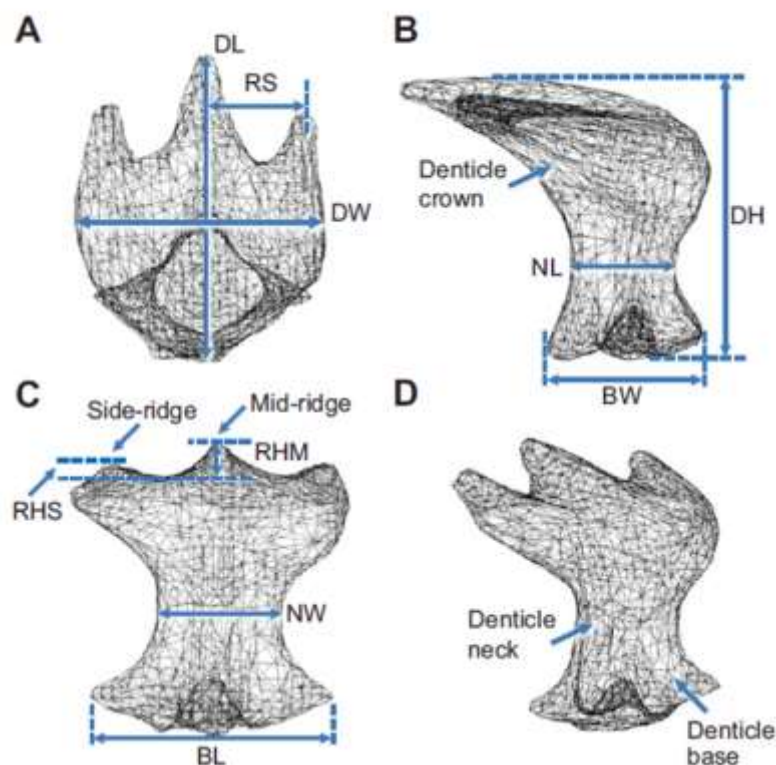 A
DL
RS
DW
B
Denticle
crown
DH
NL
BW
C
Side-ridge
Mid-ridge
RHM
RHS
NW
BL
D
Denticle
neck
Denticle
base